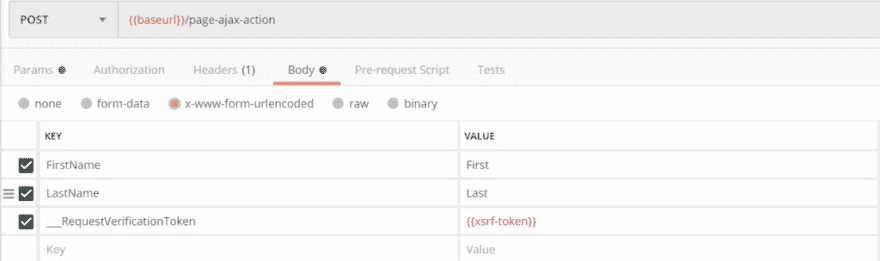 POST {{baseurl}}/page-ajax-action
Params Authorization Headers (1) Body Pre-request Script Tests
none form-data x-www-form-urlencoded raw binary
KEY VALUE
FirstName First
LastName Last
__RequestVerificationToken {{xsrf-token}}
Key Value